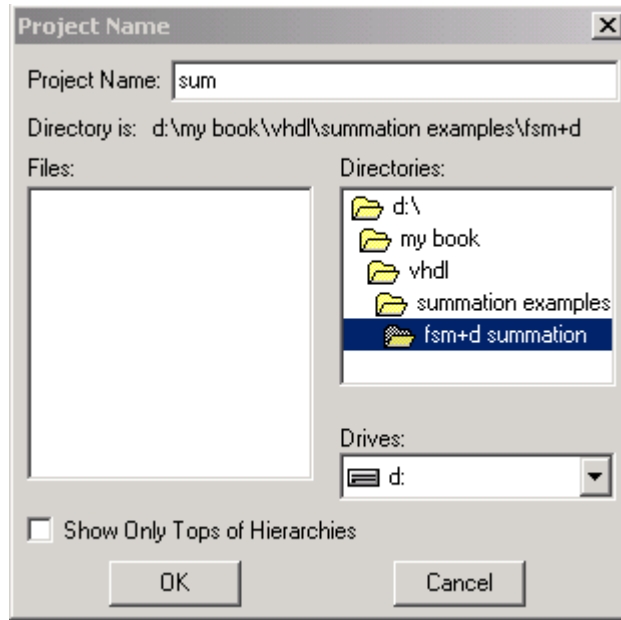 Project Name
Project Name: sum
Directory is: d:\my book\vhdl\summation examples\fsm+d
Files:
Directories:
d:\
my book
vhdl
summation examples
fsm+d summation
Drives:
d:
Show Only Tops of Hierarchies
OK
Cancel